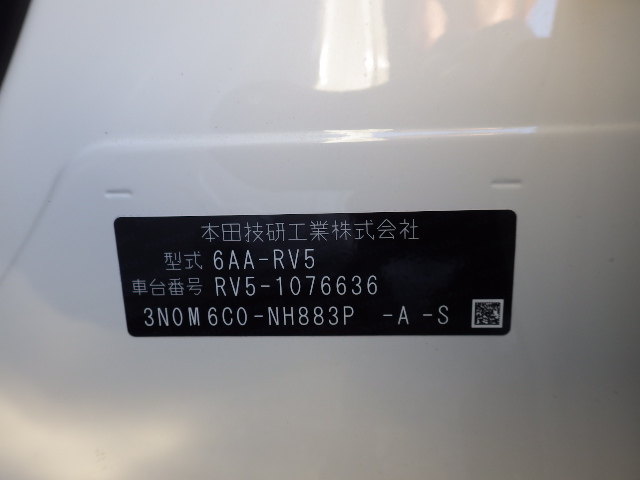 本田技研工業株式会社
型式 6AA-RV5
車台番号 RV5-1076636
3N0M6C0-NH883P -A -S